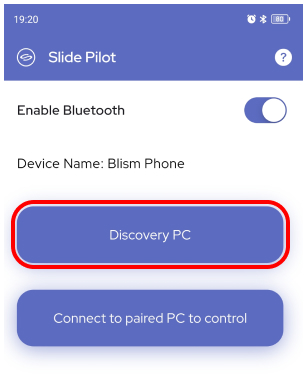 19:20
80
Slide Pilot
?
Enable Bluetooth
Device Name: Blism Phone
Discovery PC
Connect to paired PC to control